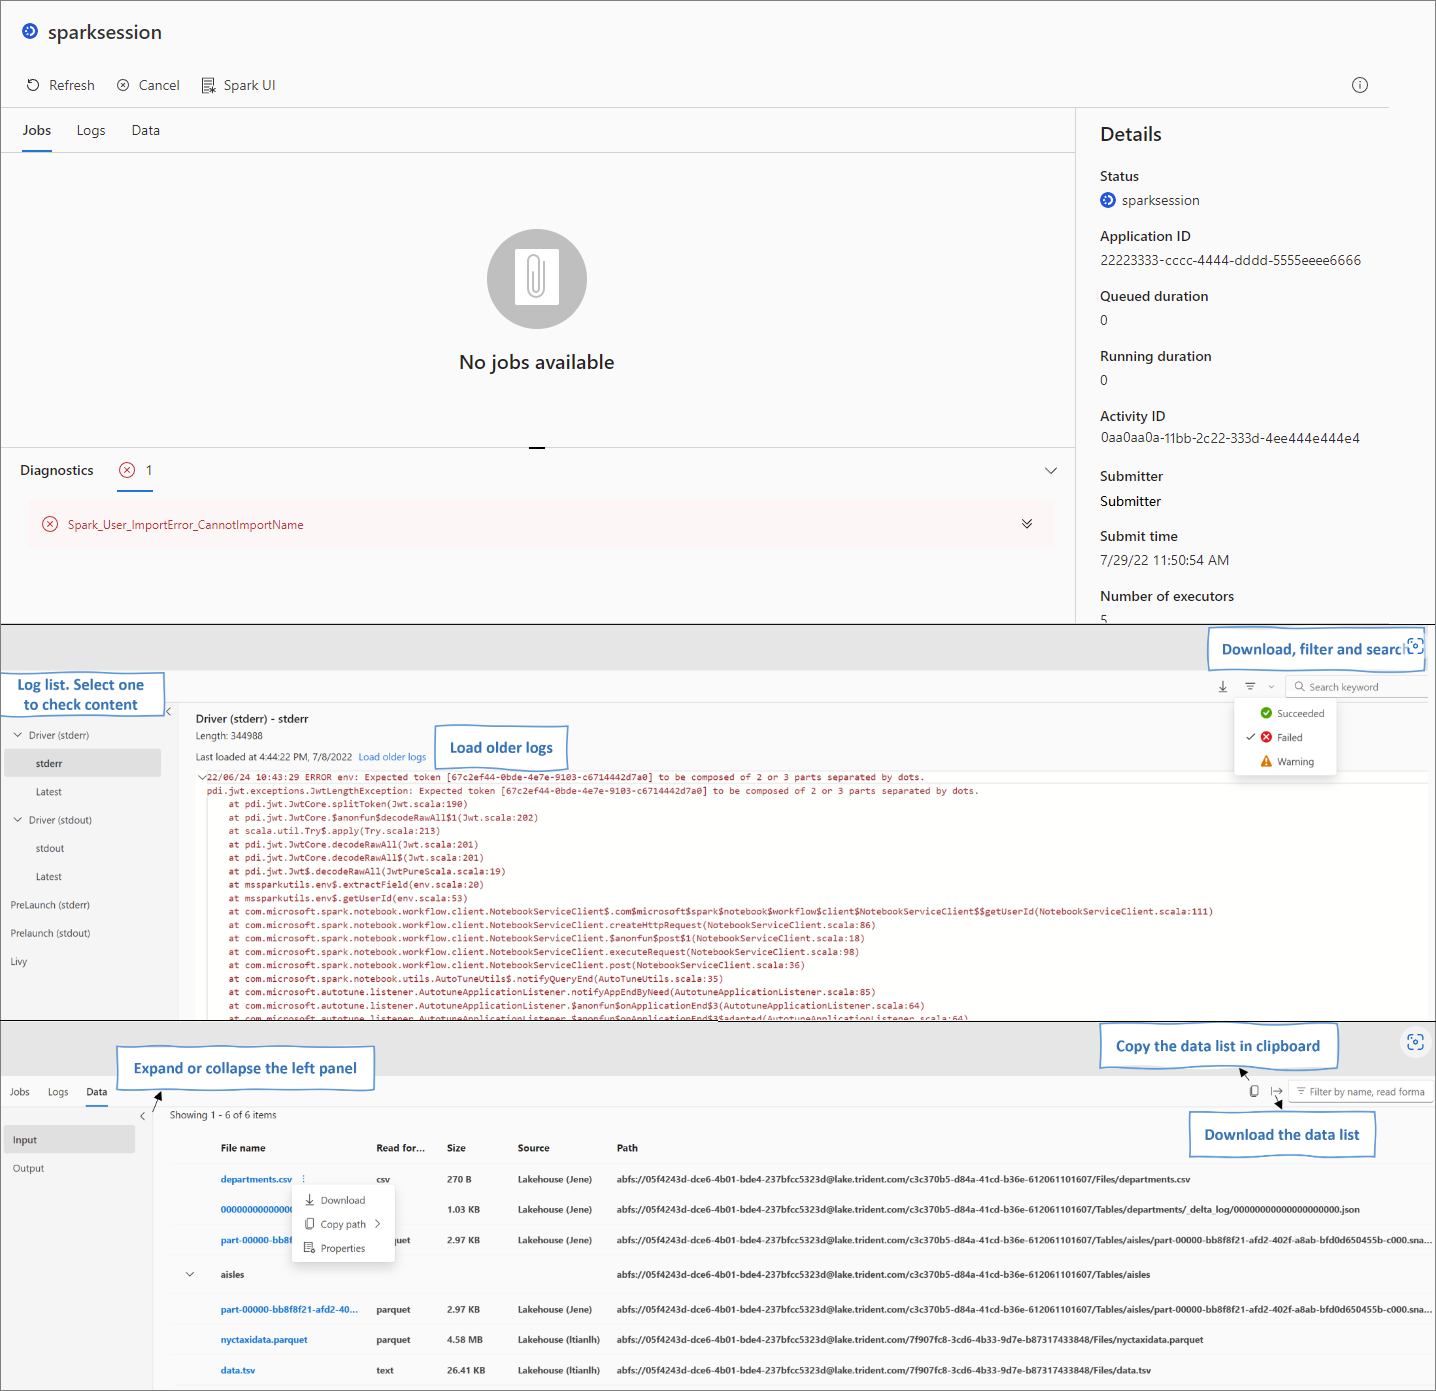 sparksession
Refresh Cancel Spark UI
Jobs Logs Data
No jobs available
Diagnostics 1
Spark_User_ImportError_CannotImportName
Details
Status
sparksession
Application ID
22223333-cccc-4444-dddd-5555eeee6666
Queued duration
0
Running duration
0
Activity ID
0aa0aa0a-11bb-2c22-333d-4ee444e444e4
Submitter
Submitter
Submit time
7/29/22 11:50:54 AM
Number of executors
5
Download, filter and search
Log list. Select one
to check content
Search keyword
Succeeded
Failed
Warning
Driver (stderr)
stderr
Latest
Driver (stdout)
stdout
Latest
PreLaunch (stderr)
Prelaunch (stdout)
Livy
Driver (stderr) - stderr
Length: 344988
Last loaded at 4:44:22 PM, 7/8/2022 Load older logs
Load older logs
22/06/24 10:43:29 ERROR env: Expected token [67c2ef44-0bde-4e7e-9103-c6714442d7a0] to be composed of 2 or 3 parts separated by dots.
pdi.jwt.exceptions.JwtLengthException: Expected token [67c2ef44-0bde-4e7e-9103-c6714442d7a0] to be composed of 2 or 3 parts separated by dots.
at pdi.jwt.JwtCore.splitToken(Jwt.scala:190)
at pdi.jwt.JwtCore.$anonfun$decodeRawAll$1(Jwt.scala:202)
at scala.util.Try$.apply(Try.scala:213)
at pdi.jwt.JwtCore.decodeRawAll(Jwt.scala:201)
at pdi.jwt.JwtCore.decodeRawAll$(Jwt.scala:201)
at pdi.jwt.Jwt$.decodeRawAll(JwtPureScala.scala:19)
at mssparkutils.env$.extractField(env.scala:20)
at mssparkutils.env$.getUserId(env.scala:53)
at com.microsoft.spark.notebook.workflow.client.NotebookServiceClient$.com$microsoft$spark$notebook$workflow$client$NotebookServiceClient$$getUserId(NotebookServiceClient.scala:111)
at com.microsoft.spark.notebook.workflow.client.NotebookServiceClient.createHttpRequest(NotebookServiceClient.scala:86)
at com.microsoft.spark.notebook.workflow.client.NotebookServiceClient.$anonfun$post$1(NotebookServiceClient.scala:18)
at com.microsoft.spark.notebook.workflow.client.NotebookServiceClient.executeRequest(NotebookServiceClient.scala:98)
at com.microsoft.spark.notebook.workflow.client.NotebookServiceClient.post(NotebookServiceClient.scala:36)
at com.microsoft.spark.notebook.utils.AutoTuneUtils$.notifyQueryEnd(AutoTuneUtils.scala:35)
at com.microsoft.autotune.listener.AutotuneApplicationListener.notifyAppEndByNeed(AutotuneApplicationListener.scala:85)
at com.microsoft.autotune.listener.AutotuneApplicationListener.$anonfun$onApplicationEnd$3(AutotuneApplicationListener.scala:64)
at com.microsoft.autotune.listener.AutotuneApplicationListener.$anonfun$onApplicationEnd$3$adapted(AutotuneApplicationListener.scala:64)
Copy the data list in clipboard
Expand or collapse the left panel
Jobs Logs Data
Filter by name, read forma
Showing 1 - 6 of 6 items
Download the data list
Input
Output
File name Read for... Size Source Path
departments.csv csv 270 B Lakehouse (Jene) abfs://05f4243d-dce6-4b01-bde4-237bfcc5323d@lake.trident.com/c3c370b5-d84a-41cd-b36e-612061101607/Files/departments.csv
Download
Copy path
Properties
00000000000000 1.03 KB Lakehouse (Jene) abfs://05f4243d-dce6-4b01-bde4-237bfcc5323d@lake.trident.com/c3c370b5-d84a-41cd-b36e-612061101607/Tables/departments/_delta_log/00000000000000000000.json
part-00000-bb8f quet 2.97 KB Lakehouse (Jene) abfs://05f4243d-dce6-4b01-bde4-237bfcc5323d@lake.trident.com/c3c370b5-d84a-41cd-b36e-612061101607/Tables/aisles/part-00000-bb8f8f21-afd2-402f-a8ab-bfd0d650455b-c000.sna...
aisles abfs://05f4243d-dce6-4b01-bde4-237bfcc5323d@lake.trident.com/c3c370b5-d84a-41cd-b36e-612061101607/Tables/aisles
part-00000-bb8f8f21-afd2-40... parquet 2.97 KB Lakehouse (Jene) abfs://05f4243d-dce6-4b01-bde4-237bfcc5323d@lake.trident.com/c3c370b5-d84a-41cd-b36e-612061101607/Tables/aisles/part-00000-bb8f8f21-afd2-402f-a8ab-bfd0d650455b-c000.sna...
nyctaxidata.parquet parquet 4.58 MB Lakehouse (ltianlh) abfs://05f4243d-dce6-4b01-bde4-237bfcc5323d@lake.trident.com/7f907fc8-3cd6-4b33-9d7e-b87317433848/Files/nyctaxidata.parquet
data.tsv text 26.41 KB Lakehouse (ltianlh) abfs://05f4243d-dce6-4b01-bde4-237bfcc5323d@lake.trident.com/7f907fc8-3cd6-4b33-9d7e-b87317433848/Files/data.tsv